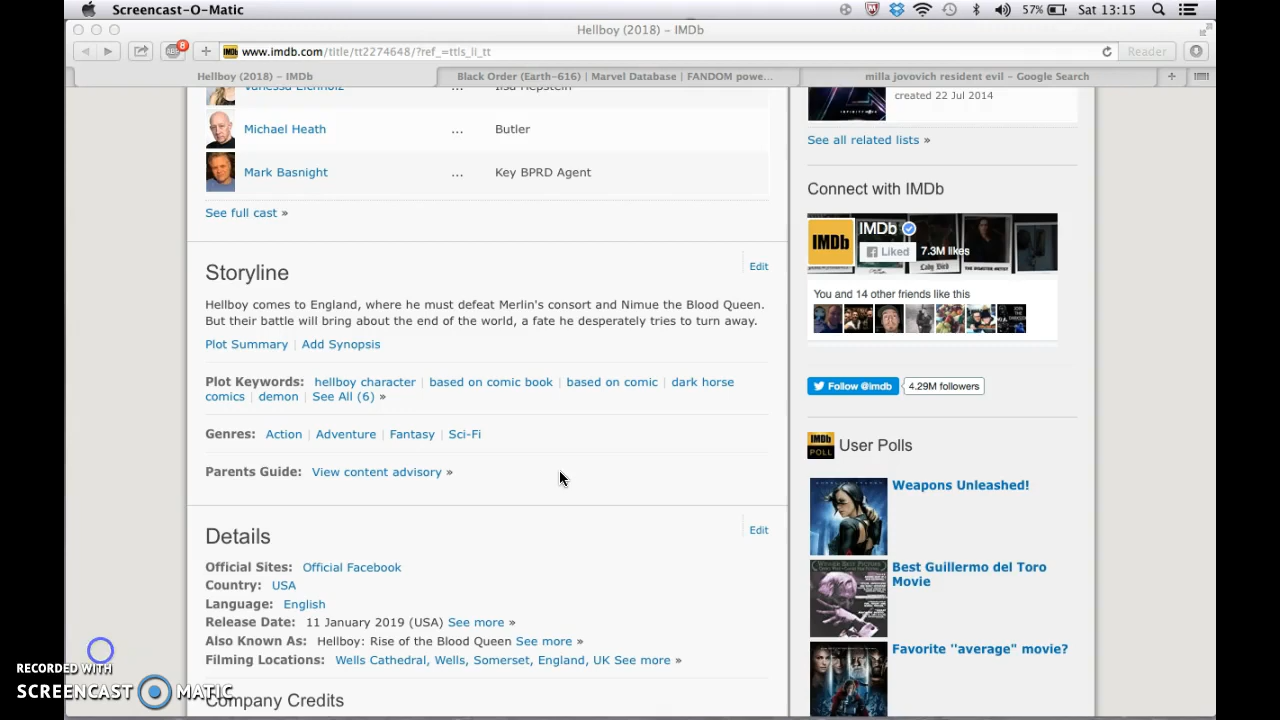 Screencast-O-Matic
57%
Sat 13:15
Hellboy (2018) – IMDb
8
www.imdb.com/title/tt2274648/?ref_=ttls_li_tt
Reader
Hellboy (2018) – IMDb
Black Order (Earth-616) | Marvel Database | FANDOM powe...
milla jovovich resident evil – Google Search
Vanessa Eichholz ... Ilsa Hepstein
Michael Heath ... Butler
Mark Basnight ... Key BPRD Agent
See full cast »
Storyline
Edit
Hellboy comes to England, where he must defeat Merlin's consort and Nimue the Blood Queen.
But their battle will bring about the end of the world, a fate he desperately tries to turn away.
Plot Summary | Add Synopsis
Plot Keywords: hellboy character | based on comic book | based on comic | dark horse
comics | demon | See All (6) »
Genres: Action | Adventure | Fantasy | Sci-Fi
Parents Guide: View content advisory »
Details
Edit
Official Sites: Official Facebook
Country: USA
Language: English
Release Date: 11 January 2019 (USA) See more »
Also Known As: Hellboy: Rise of the Blood Queen See more »
Filming Locations: Wells Cathedral, Wells, Somerset, England, UK See more »
Company Credits
created 22 Jul 2014
See all related lists »
Connect with IMDb
IMDb
IMDb
Liked
7.3M likes
You and 14 other friends like this
Follow @imdb
4.29M followers
IMDb
POLL
User Polls
Weapons Unleashed!
Best Guillermo del Toro
Movie
Favorite "average" movie?
RECORDED WITH
SCREENCAST MATIC